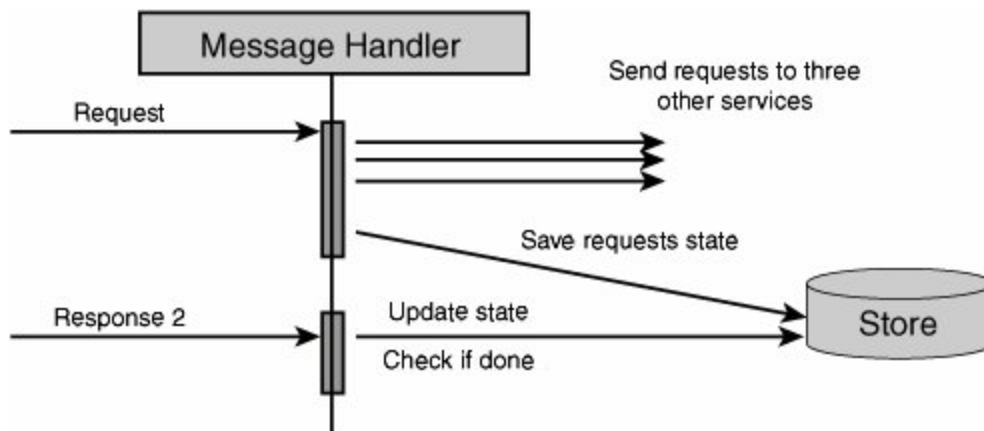 Message Handler
Send requests to three
other services
Request
Save requests state
Response 2
Update state
Check if done
Store